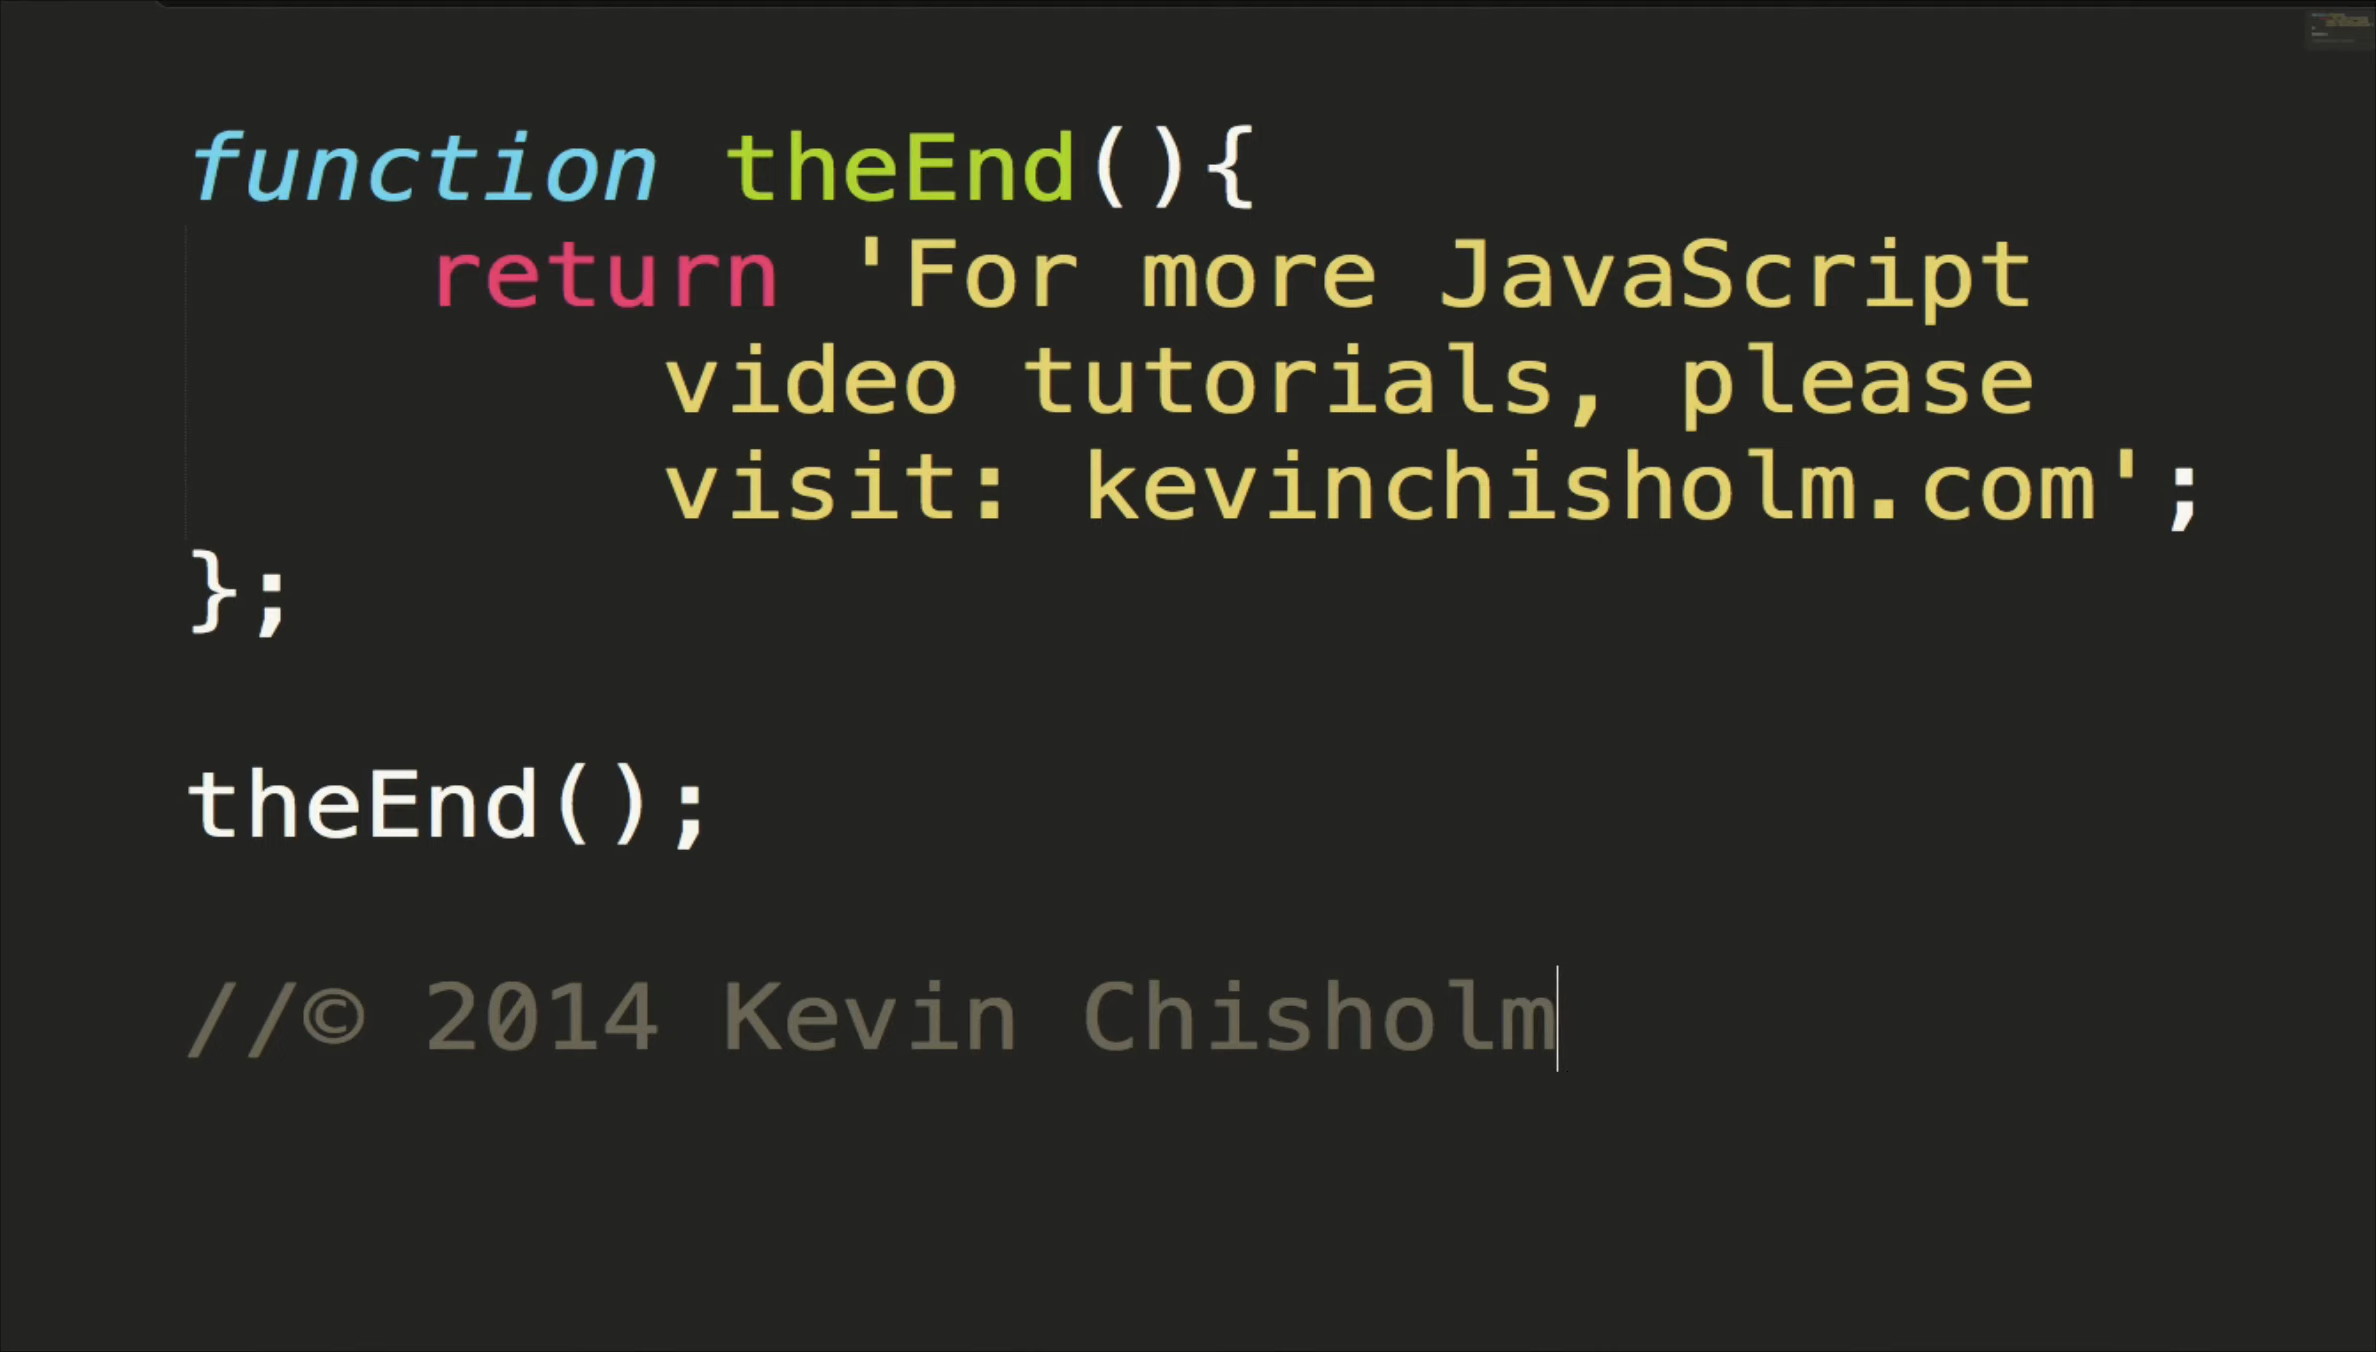 function theEnd(){
    return 'For more JavaScript
        video tutorials, please
        visit: kevinchisholm.com';
};

theEnd();

//© 2014 Kevin Chisholm